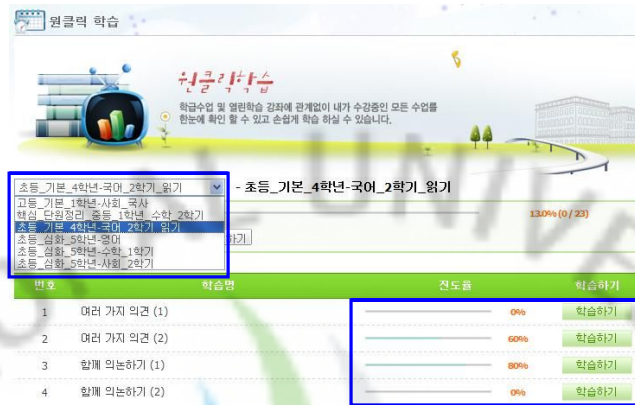 원클릭 학습
원클릭학습
학급수업 및 열린학습 강좌에 관계없이 내가 수강중인 모든 수업를
한눈에 확인 할 수 있고 손쉽게 학습 하실 수 있습니다.
초등_기본_4학년-국어_2학기_읽기 - 초등_기본_4학년-국어_2학기_읽기
고등_기본_1학년-사회_국사
핵심_단원정리_중등_1학년_수학_2학기
초등_기본_4학년-국어_2학기_읽기
초등_심화_5학년-영어
초등_심화_5학년-수학_1학기
초등_심화_5학년-사회_2학기
13.0% (0 / 23)
하기
번호 학습명 진도율 학습하기
1 여러 가지 의견 (1) 0% 학습하기
2 여러 가지 의견 (2) 60% 학습하기
3 함께 의논하기 (1) 80% 학습하기
4 함께 의논하기 (2) 0% 학습하기